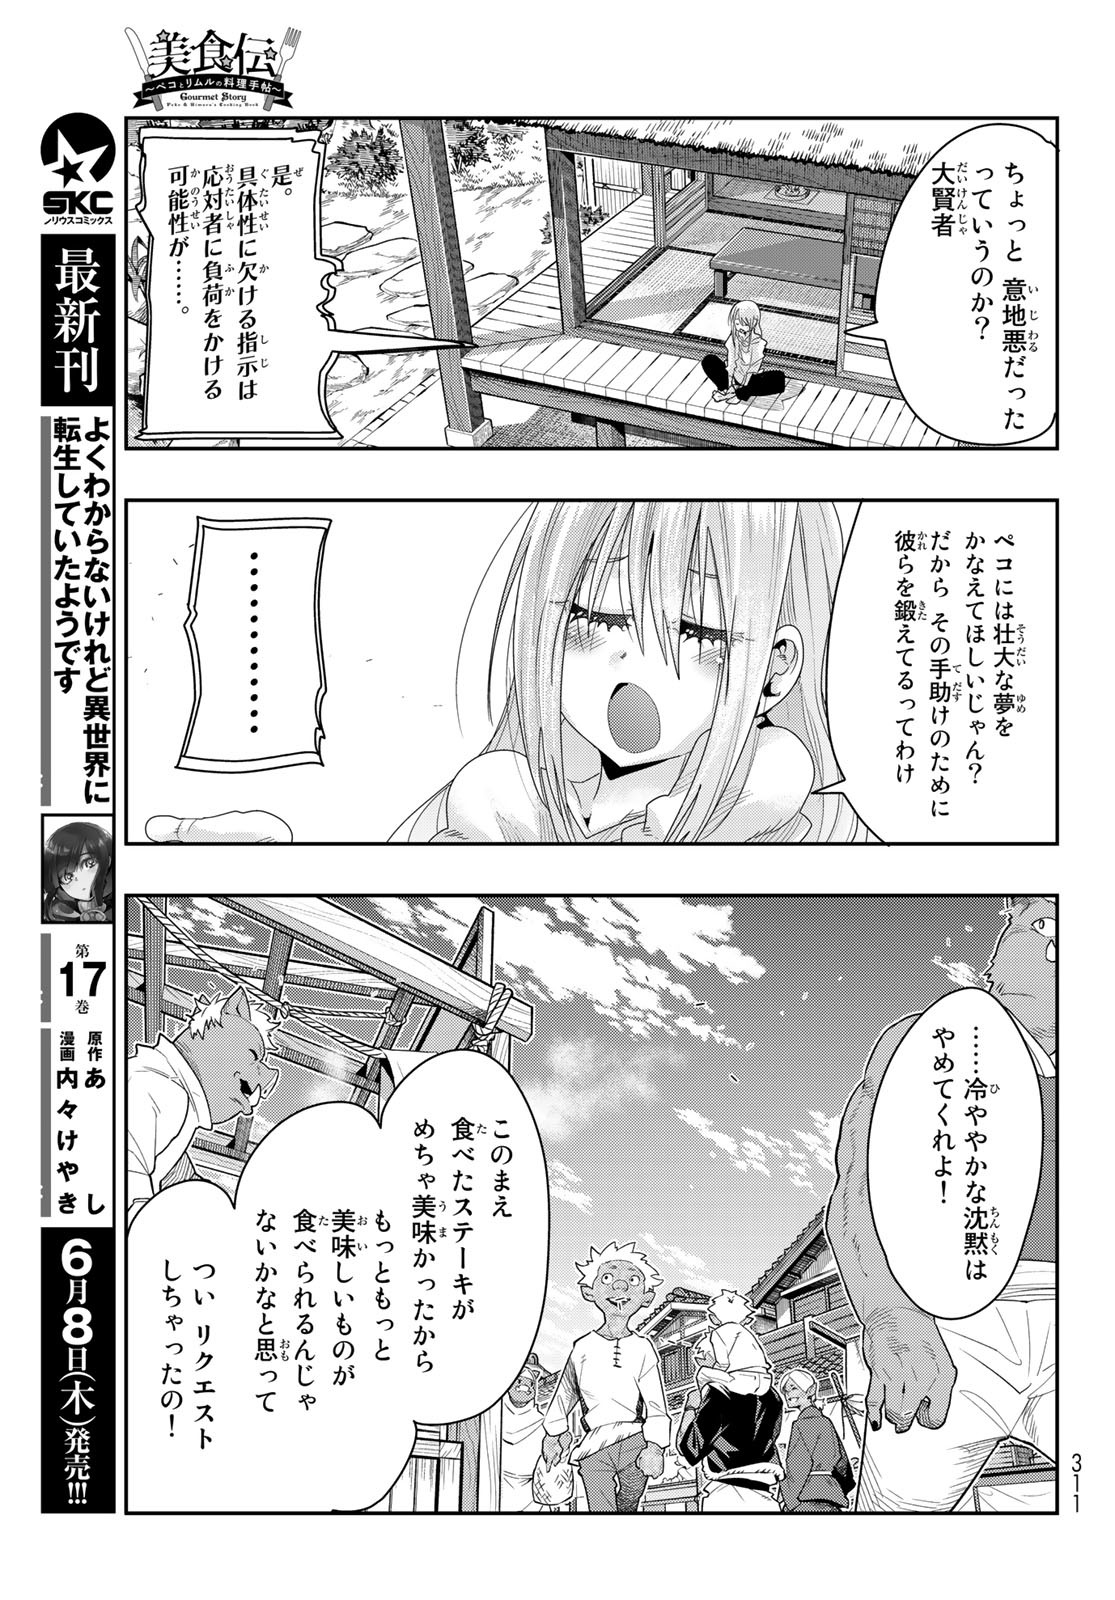 美食伝
〜ペコとリムルの料理手帖〜
Gourmet Story
Peko & Rimuru's Cooking Book
ちょっと 意地悪だった
っていうのか?
大賢者
是。
具体性に欠ける指示は
応対者に負荷をかける
可能性が……。
ペコには壮大な夢を
かなえてほしいじゃん?
だから その手助けのために
彼らを鍛えてるってわけ
…………
……冷ややかな沈黙は
やめてくれよ!
このまえ
食べたステーキが
めちゃ美味かったから
もっともっと
美味しいものが
食べられるんじゃ
ないかなと思って
つい リクエスト
しちゃったの!
SKC
シリウスコミックス
最新刊
よくわからないけれど異世界に
転生していたようです
第17巻
原作 あし
漫画 内々けやき
6月8日(木)発売!!!
311